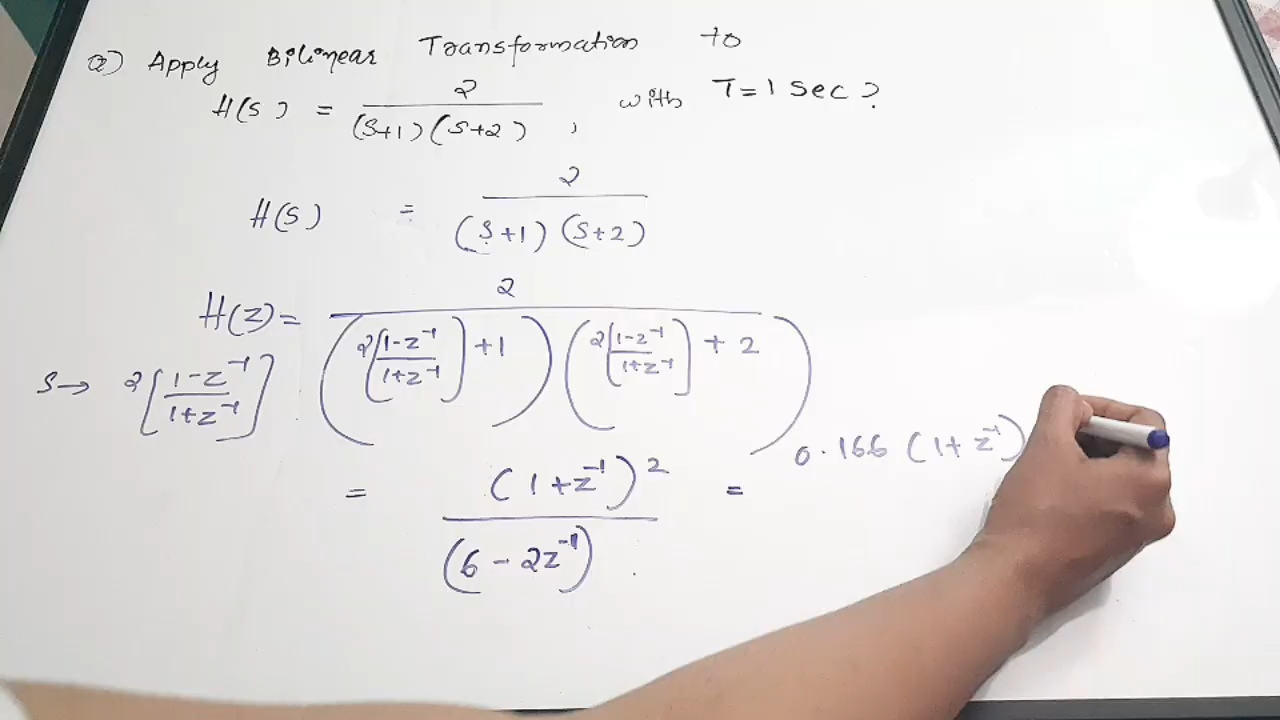 Q) Apply Bilinear Transformation to
H(s) = 2 / (s+1)(s+2) , with T=1 Sec?
H(s) = 2 / (s+1)(s+2)
H(z) = 2 / (2[1-z⁻¹ / 1+z⁻¹] +1)(2[1-z⁻¹ / 1+z⁻¹] + 2)
s→ 2[1-z⁻¹ / 1+z⁻¹]
= (1+z⁻¹)² / (6-2z⁻¹) = 0.166 (1+z⁻¹)